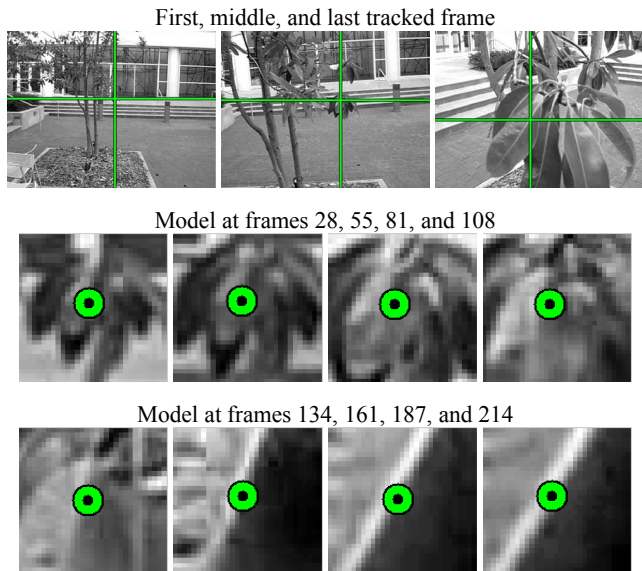 First, middle, and last tracked frame
Model at frames 28, 55, 81, and 108
Model at frames 134, 161, 187, and 214